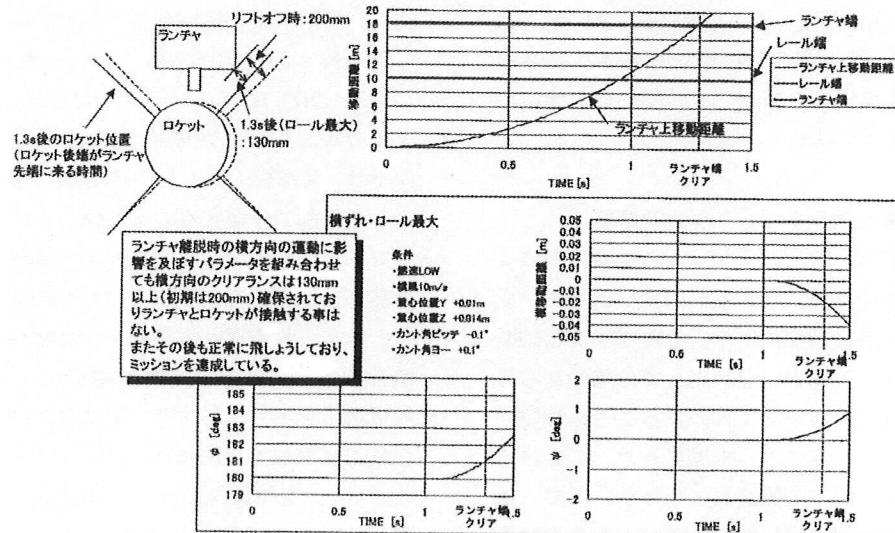 リフトオフ時：200mm
ランチャ
ロケット
1.3s後（ロール最大）
：130mm
1.3s後のロケット位置
（ロケット後端がランチャ
先端に来る時間）
ランチャ離脱時の横方向の運動に影
響を及ぼすパラメータを組み合わせ
ても横方向のクリアランスは130mm
以上（初期は200mm）確保されてお
りランチャとロケットが接触する事は
ない。
またその後も正常に飛しょうしており、
ミッションを達成している。
移動距離 [m]
20
18
16
14
12
10
8
6
4
2
0
0
0.5
1
1.5
TIME [s]
ランチャ端
クリア
ランチャ上移動距離
ランチャ端
レール端
ランチャ上移動距離
レール端
ランチャ端
横ずれ・ロール最大
条件
・横風10m/s
・重心位置Y +0.01m
・重心位置Z +0.014m
・カント角ピッチ -0.1°
・カント角ヨー +0.1°
[m]
0.05
0.04
0.03
0.02
0.01
0
-0.01
-0.02
-0.03
-0.04
0.05
0
0.5
1
1.5
TIME [s]
ランチャ端
クリア
φ [deg]
185
184
183
182
181
180
179
0
0.5
1
1.5
TIME [s]
ランチャ端
クリア
ψ [deg]
2
1
0
-1
-2
0
0.5
1
1.5
TIME [s]
ランチャ端
クリア